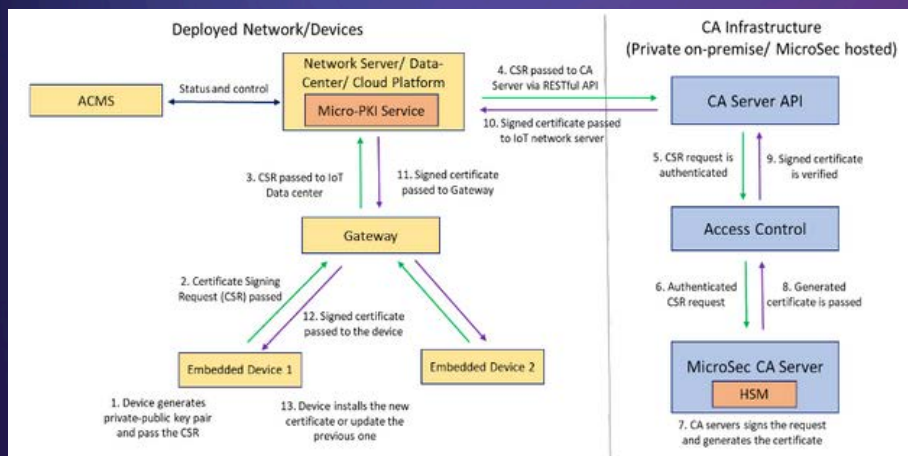 Deployed Network/Devices
CA Infrastructure
(Private on-premise/ MicroSec hosted)
Network Server/ Data-
Center/ Cloud Platform
Micro-PKI Service
ACMS
Status and control
4. CSR passed to CA
Server via RESTful API
10. Signed certificate passed
to IoT network server
CA Server API
3. CSR passed to IoT
Data center
11. Signed certificate
passed to Gateway
5. CSR request is
authenticated
9. Signed certificate
is verified
Gateway
Access Control
2. Certificate Signing
Request (CSR) passed
12. Signed certificate
passed to the device
6. Authenticated
CSR request
8. Generated
certificate is passed
Embedded Device 1
Embedded Device 2
MicroSec CA Server
HSM
1. Device generates
private-public key pair
and pass the CSR
13. Device installs the new
certificate or update the
previous one
7. CA servers signs the request
and generates the certificate